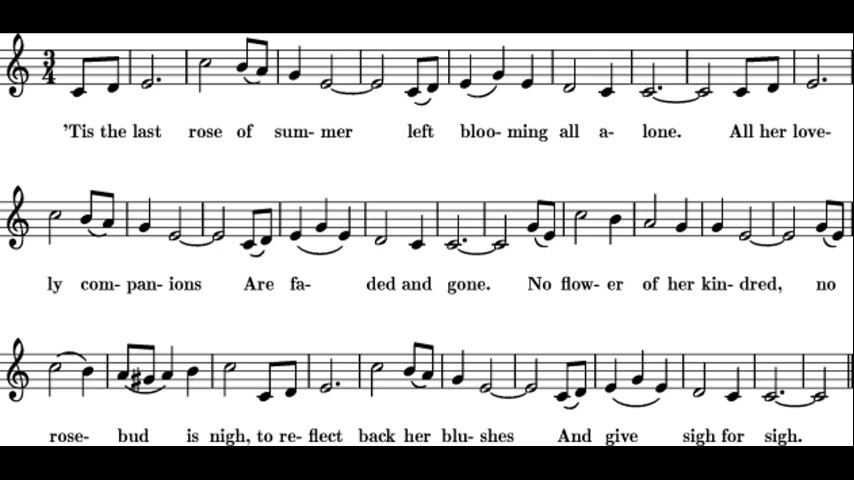 3
4
’Tis the last rose of sum- mer left bloo- ming all a- lone. All her love-
ly com- pan- ions Are fa- ded and gone. No flow- er of her kin- dred, no
rose- bud is nigh, to re- flect back her blu- shes And give sigh for sigh.